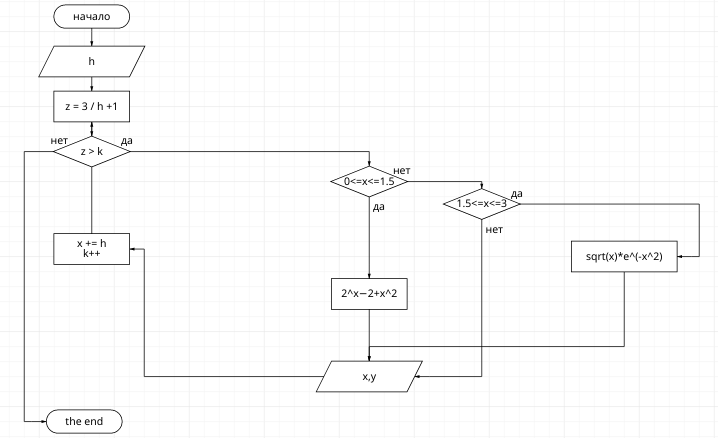 начало
h
z = 3 / h +1
нет
да
z > k
0<=x<=1.5
нет
да
1.5<=x<=3
да
нет
x += h
k++
sqrt(x)*e^(-x^2)
2^x−2+x^2
x,y
the end